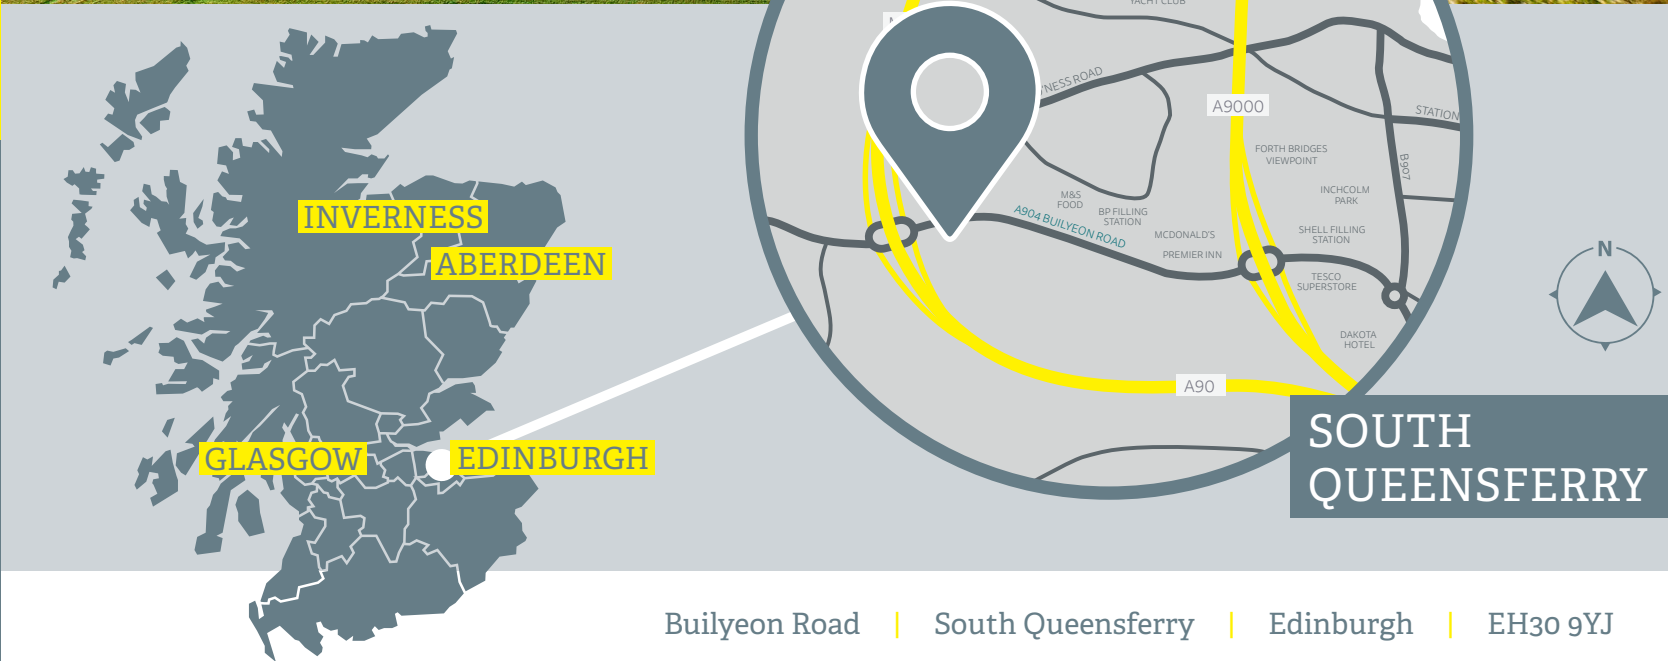 YACHT CLUB
NESS ROAD
A9000
STATION
FORTH BRIDGES
VIEWPOINT
B907
INCHCOLM
PARK
M&S
FOOD
BP FILLING
STATION
A904 BUILYEON ROAD
MCDONALD'S
PREMIER INN
SHELL FILLING
STATION
TESCO
SUPERSTORE
DAKOTA
HOTEL
A90
N
INVERNESS
ABERDEEN
GLASGOW
EDINBURGH
SOUTH
QUEENSFERRY
Builyeon Road | South Queensferry | Edinburgh | EH30 9YJ